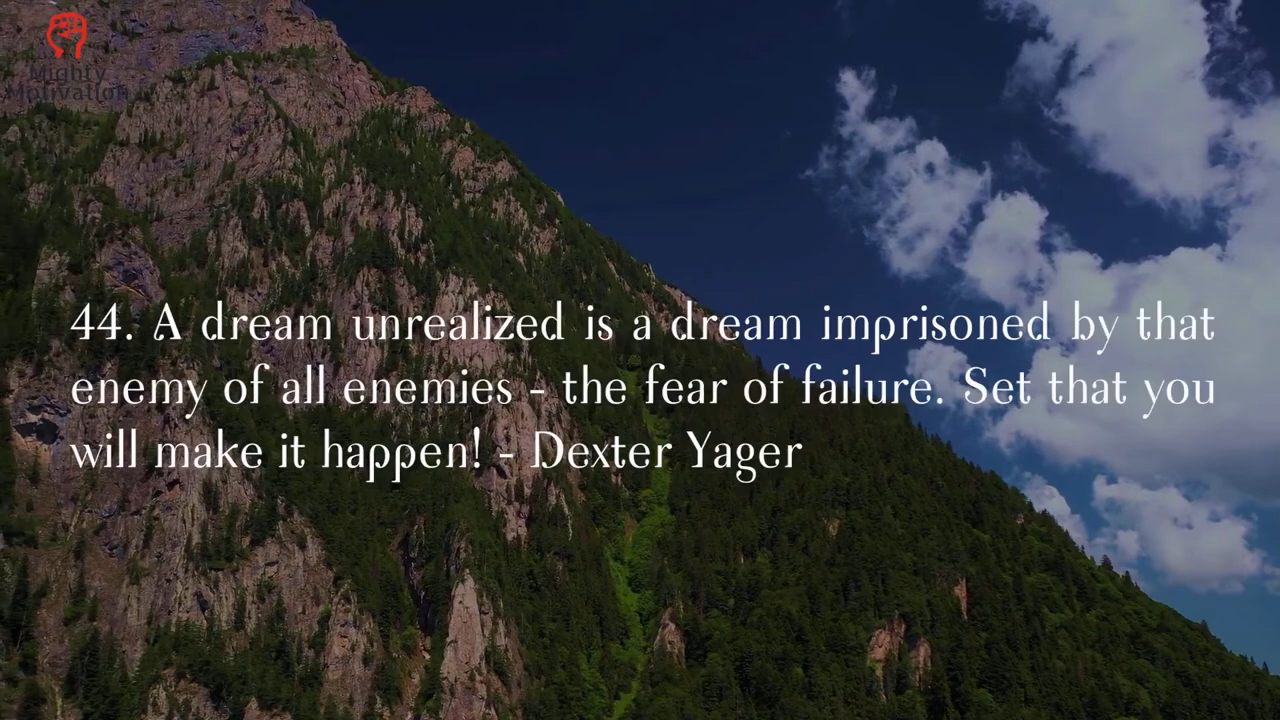 Mighty
Motivation
44. A dream unrealized is a dream imprisoned by that
enemy of all enemies - the fear of failure. Set that you
will make it happen! - Dexter Yager